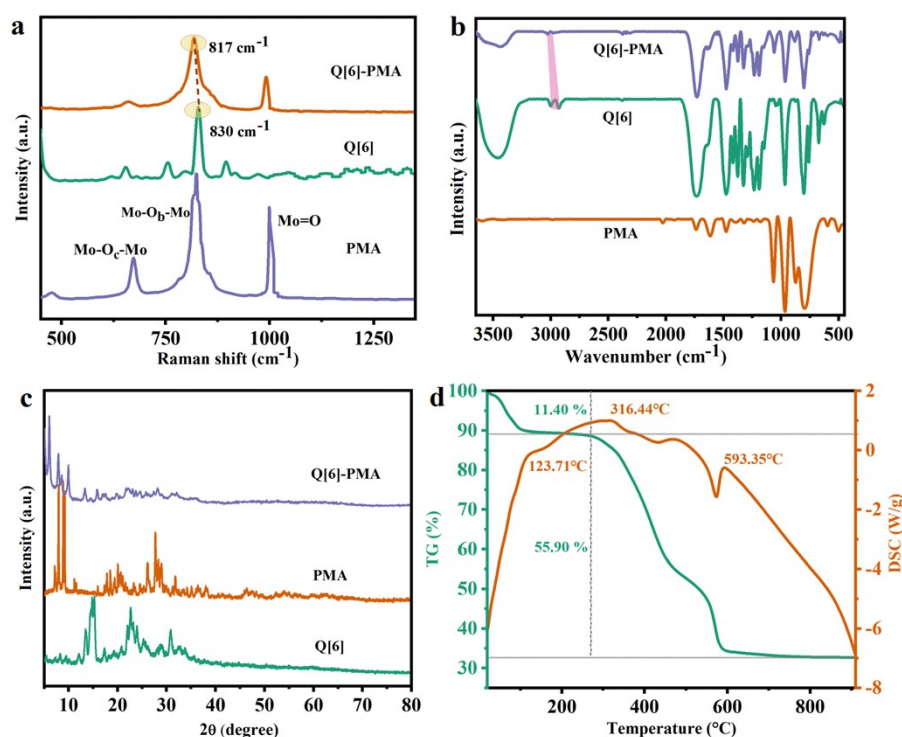 a
817 cm-1
Q[6]-PMA
830 cm-1
Q[6]
Mo-Ob-Mo
Mo=O
Mo-Oc-Mo
PMA
Intensity (a.u.)
500 750 1000 1250
Raman shift (cm-1)
b
Q[6]-PMA
Q[6]
PMA
Intensity (a.u.)
3500 3000 2500 2000 1500 1000 500
Wavenumber (cm-1)
c
Q[6]-PMA
PMA
Q[6]
Intensity (a.u.)
10 20 30 40 50 60 70 80
2θ (degree)
d
11.40 %
316.44°C
123.71°C
593.35°C
55.90 %
100
90
80
70
60
50
40
30
TG (%)
2
0
-2
-4
-6
-8
DSC (W/g)
200 400 600 800
Temperature (°C)